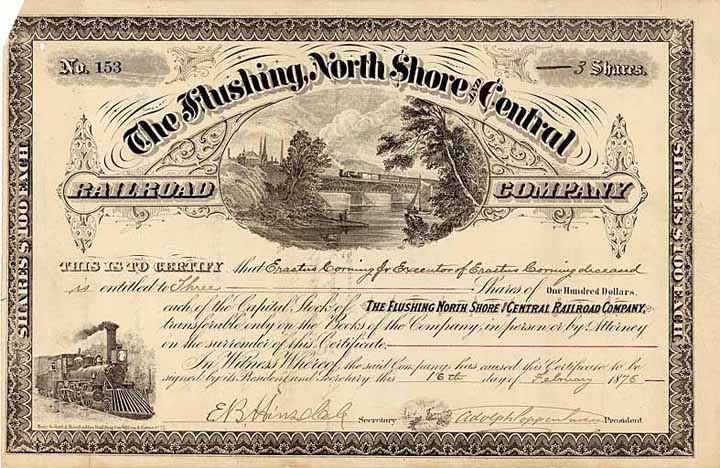 No. 153
3 Shares.
The Flushing, North Shore and Central
RAILROAD COMPANY
SHARES $100 EACH
SHARES $100 EACH
THIS IS TO CERTIFY that Erastus Corning Jr Executor of Erastus Corning deceased
is entitled to Three Shares of ONE HUNDRED DOLLARS,
each of the Capital Stock of THE FLUSHING NORTH SHORE AND CENTRAL RAILROAD COMPANY,
transferable only on the Books of the Company, in person or by Attorney
on the surrender of this Certificate.
In Witness Whereof, the said Company has caused this Certificate to be
signed by its President and Secretary this 16th day of February 1875
E B Hinsdale Secretary Adolph Poppenhusen President